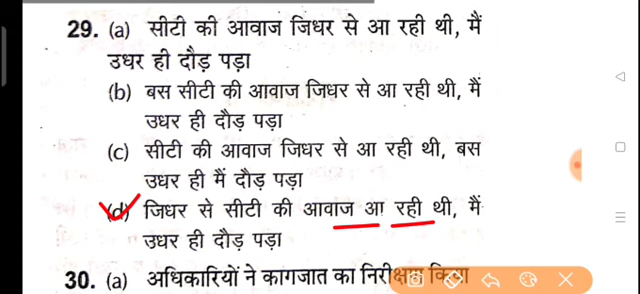 29. (a) सीटी की आवाज जिधर से आ रही थी, मैं
उधर ही दौड़ पड़ा
(b) बस सीटी की आवाज जिधर से आ रही थी, मैं
उधर ही दौड़ पड़ा
(c) सीटी की आवाज जिधर से आ रही थी, बस
उधर ही मैं दौड़ पड़ा
(d) जिधर से सीटी की आवाज आ रही थी, मैं
उधर ही दौड़ पड़ा
30. (a) अधिकारियों ने कागजात का निरीक्षण किया